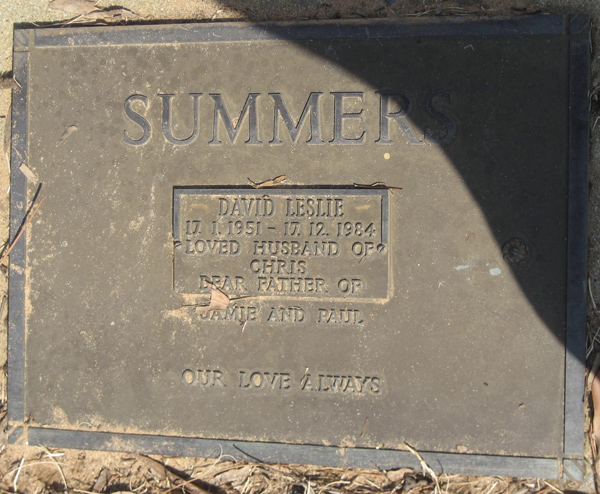 SUMMERS
DAVID LESLIE
17. 1. 1951 - 17. 12. 1984
LOVED HUSBAND OF
CHRIS
DEAR FATHER OF
JAMIE AND PAUL
OUR LOVE ALWAYS